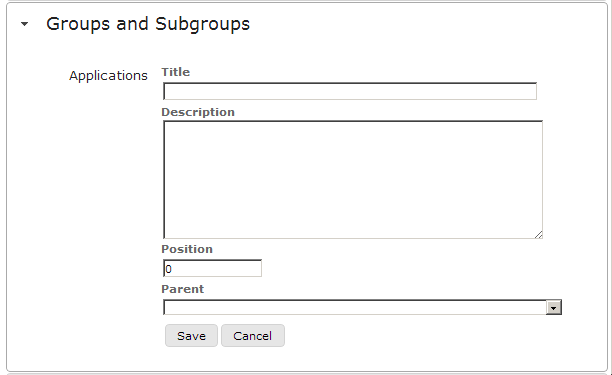 Groups and Subgroups
Applications
Title
Description
Position
0
Parent
Save Cancel